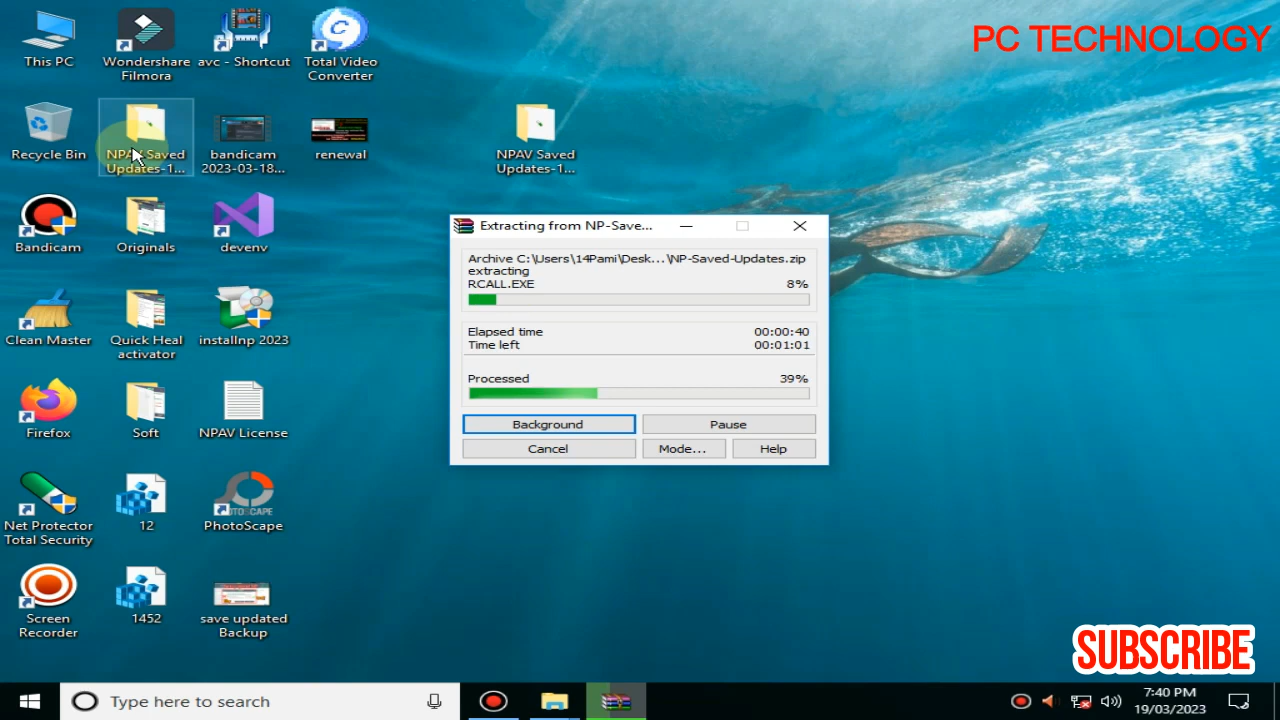 PC TECHNOLOGY
This PC
Wondershare
Filmora
avc - Shortcut
Total Video
Converter
Recycle Bin
NPAV Saved
Updates-1...
bandicam
2023-03-18...
renewal
NPAV Saved
Updates-1...
Bandicam
Originals
devenv
Clean Master
Quick Heal
activator
installnp 2023
Firefox
Soft
NPAV License
Net Protector
Total Security
12
PhotoScape
Screen
Recorder
1452
save updated
Backup
Extracting from NP-Save...
Archive C:\Users\14Pami\Desk...\NP-Saved-Updates.zip
extracting
RCALL.EXE 8%
Elapsed time 00:00:40
Time left 00:01:01
Processed 39%
Background Pause
Cancel Mode... Help
SUBSCRIBE
Type here to search
7:40 PM
19/03/2023